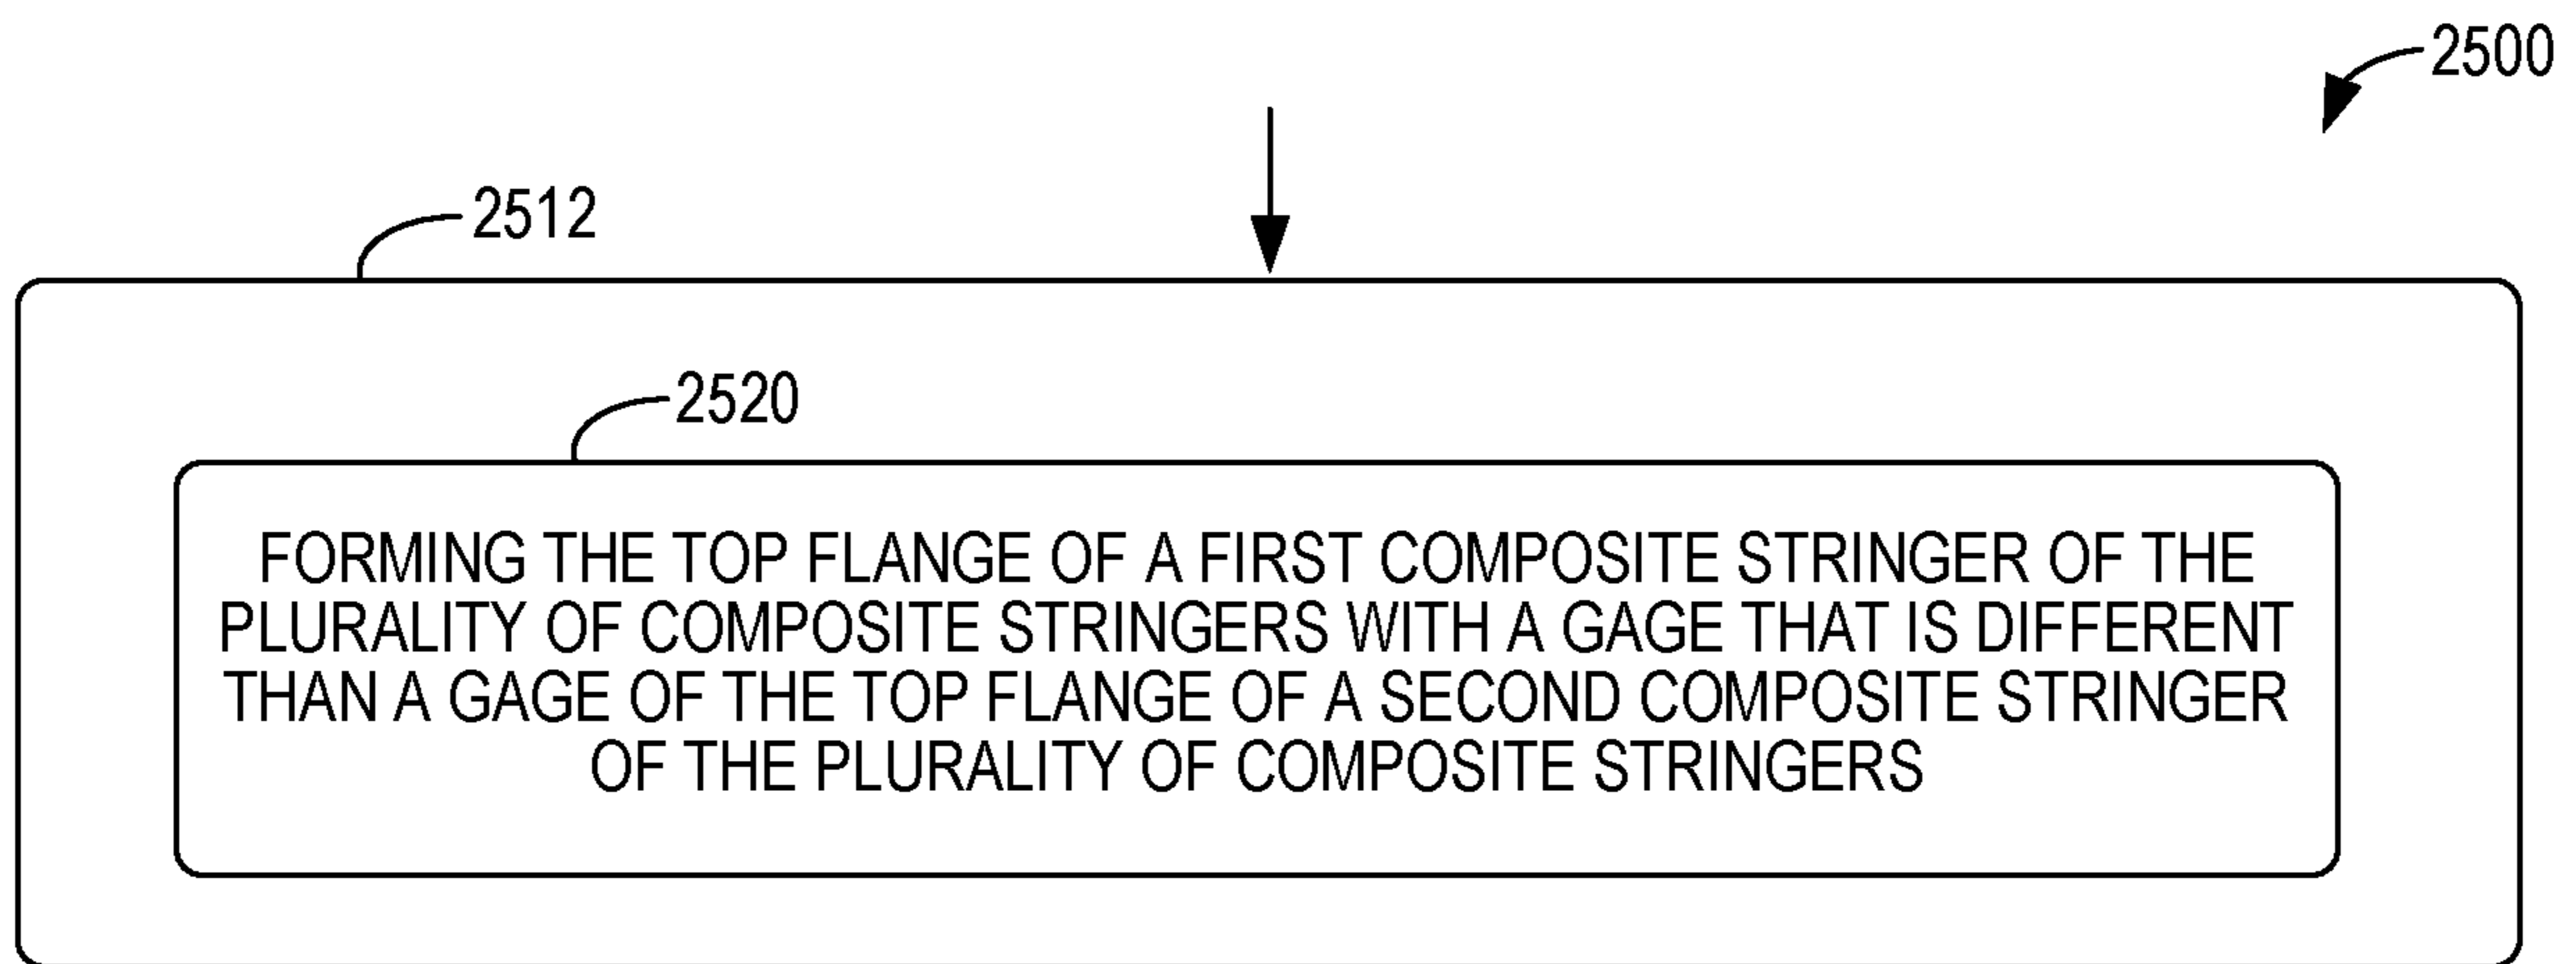 2500
2512
2520
FORMING THE TOP FLANGE OF A FIRST COMPOSITE STRINGER OF THE
PLURALITY OF COMPOSITE STRINGERS WITH A GAGE THAT IS DIFFERENT
THAN A GAGE OF THE TOP FLANGE OF A SECOND COMPOSITE STRINGER
OF THE PLURALITY OF COMPOSITE STRINGERS